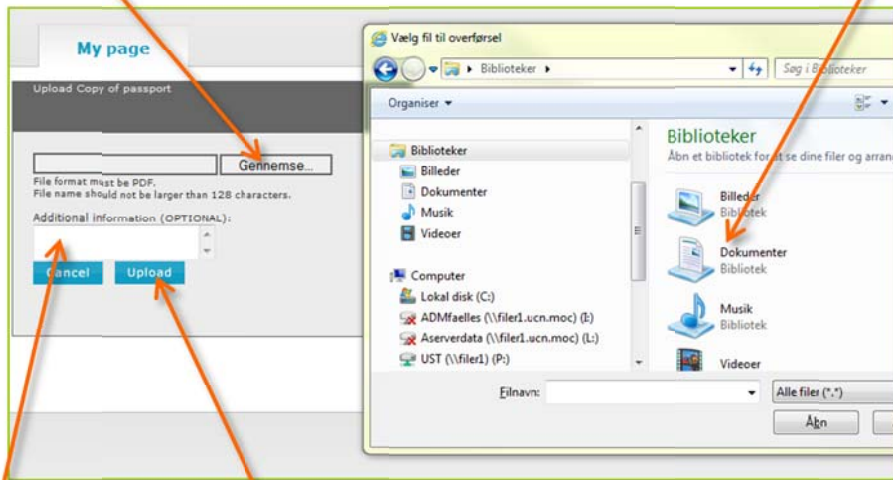 My page
Upload Copy of passport
Gennemse...
File format must be PDF.
File name should not be larger than 128 characters.
Additional information (OPTIONAL):
Cancel
Upload
Vælg fil til overførsel
Biblioteker
Søg i Biblioteker
Organiser
Biblioteker
Billeder
Dokumenter
Musik
Videoer
Computer
Lokal disk (C:)
ADMfaelles (\\filer1.ucn.moc) (I:)
Aserverdata (\\filer1.ucn.moc) (L:)
UST (\\filer1) (P:)
Biblioteker
Åbn et bibliotek for at se dine filer og arran
Billeder
Bibliotek
Dokumenter
Bibliotek
Musik
Bibliotek
Videoer
Filnavn:
Alle filer (*.*)
Åbn